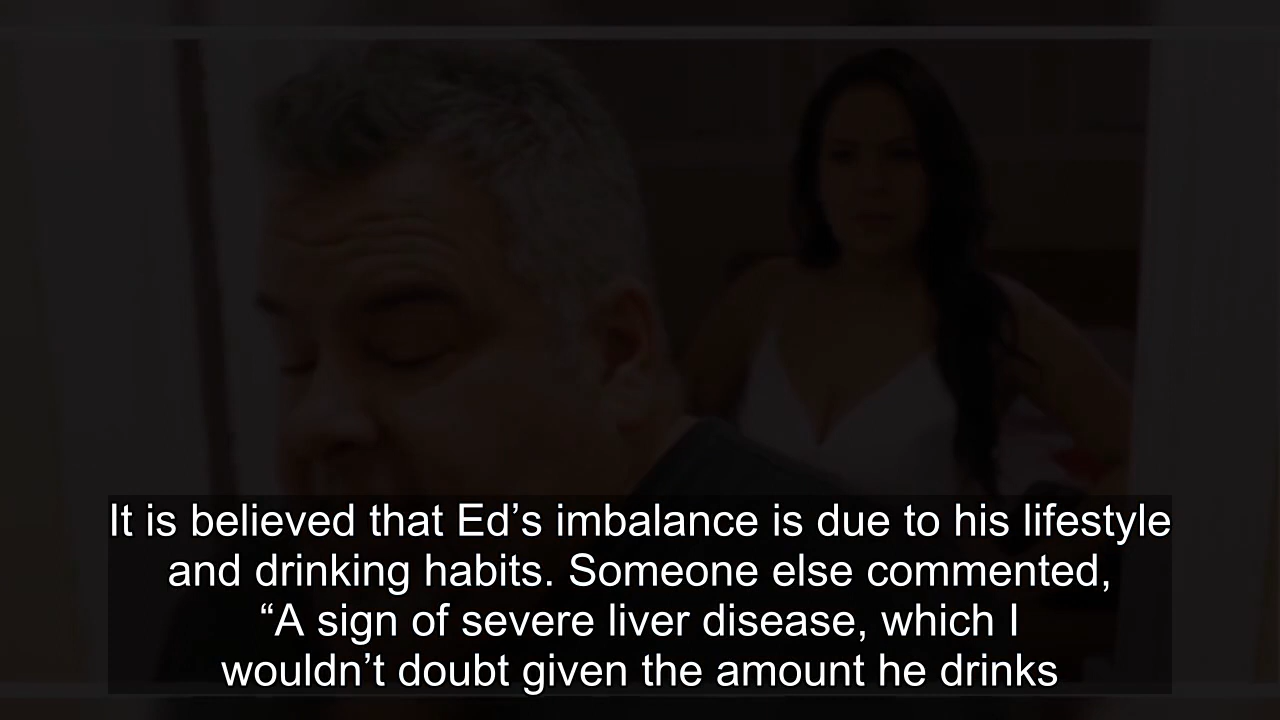 It is believed that Ed’s imbalance is due to his lifestyle
and drinking habits. Someone else commented,
“A sign of severe liver disease, which I
wouldn’t doubt given the amount he drinks